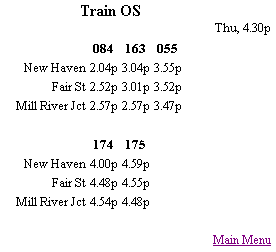 Train OS
Thu, 4.30p
084 163 055
New Haven 2.04p 3.04p 3.55p
Fair St 2.52p 3.01p 3.52p
Mill River Jct 2.57p 2.57p 3.47p
174 175
New Haven 4.00p 4.59p
Fair St 4.48p 4.55p
Mill River Jct 4.54p 4.48p
Main Menu